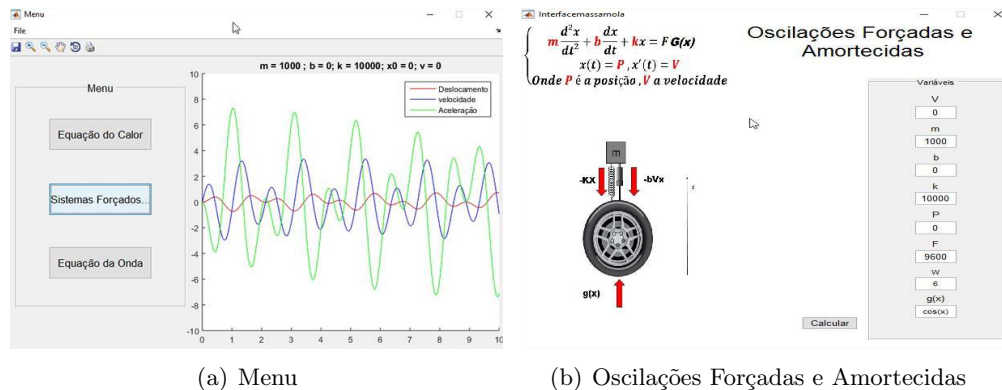 Menu
File
Menu
Equação do Calor
Sistemas Forçados...
Equação da Onda
m = 1000 ; b = 0; k = 10000; x0 = 0; v = 0
Deslocamento
velocidade
Aceleração
10
8
6
4
2
0
-2
-4
-6
-8
-10
0 1 2 3 4 5 6 7 8 9 10
(a) Menu
Interfacemassamola
m d²x/dt² + b dx/dt + kx = F G(x)
x(t) = P , x′(t) = V
Onde P é a posição ,V a velocidade
Oscilações Forçadas e
Amortecidas
m
-KX
-bVx
g(x)
Variáveis
V
0
m
1000
b
0
k
10000
P
0
F
9600
w
6
g(x)
cos(x)
Calcular
(b) Oscilações Forçadas e Amortecidas